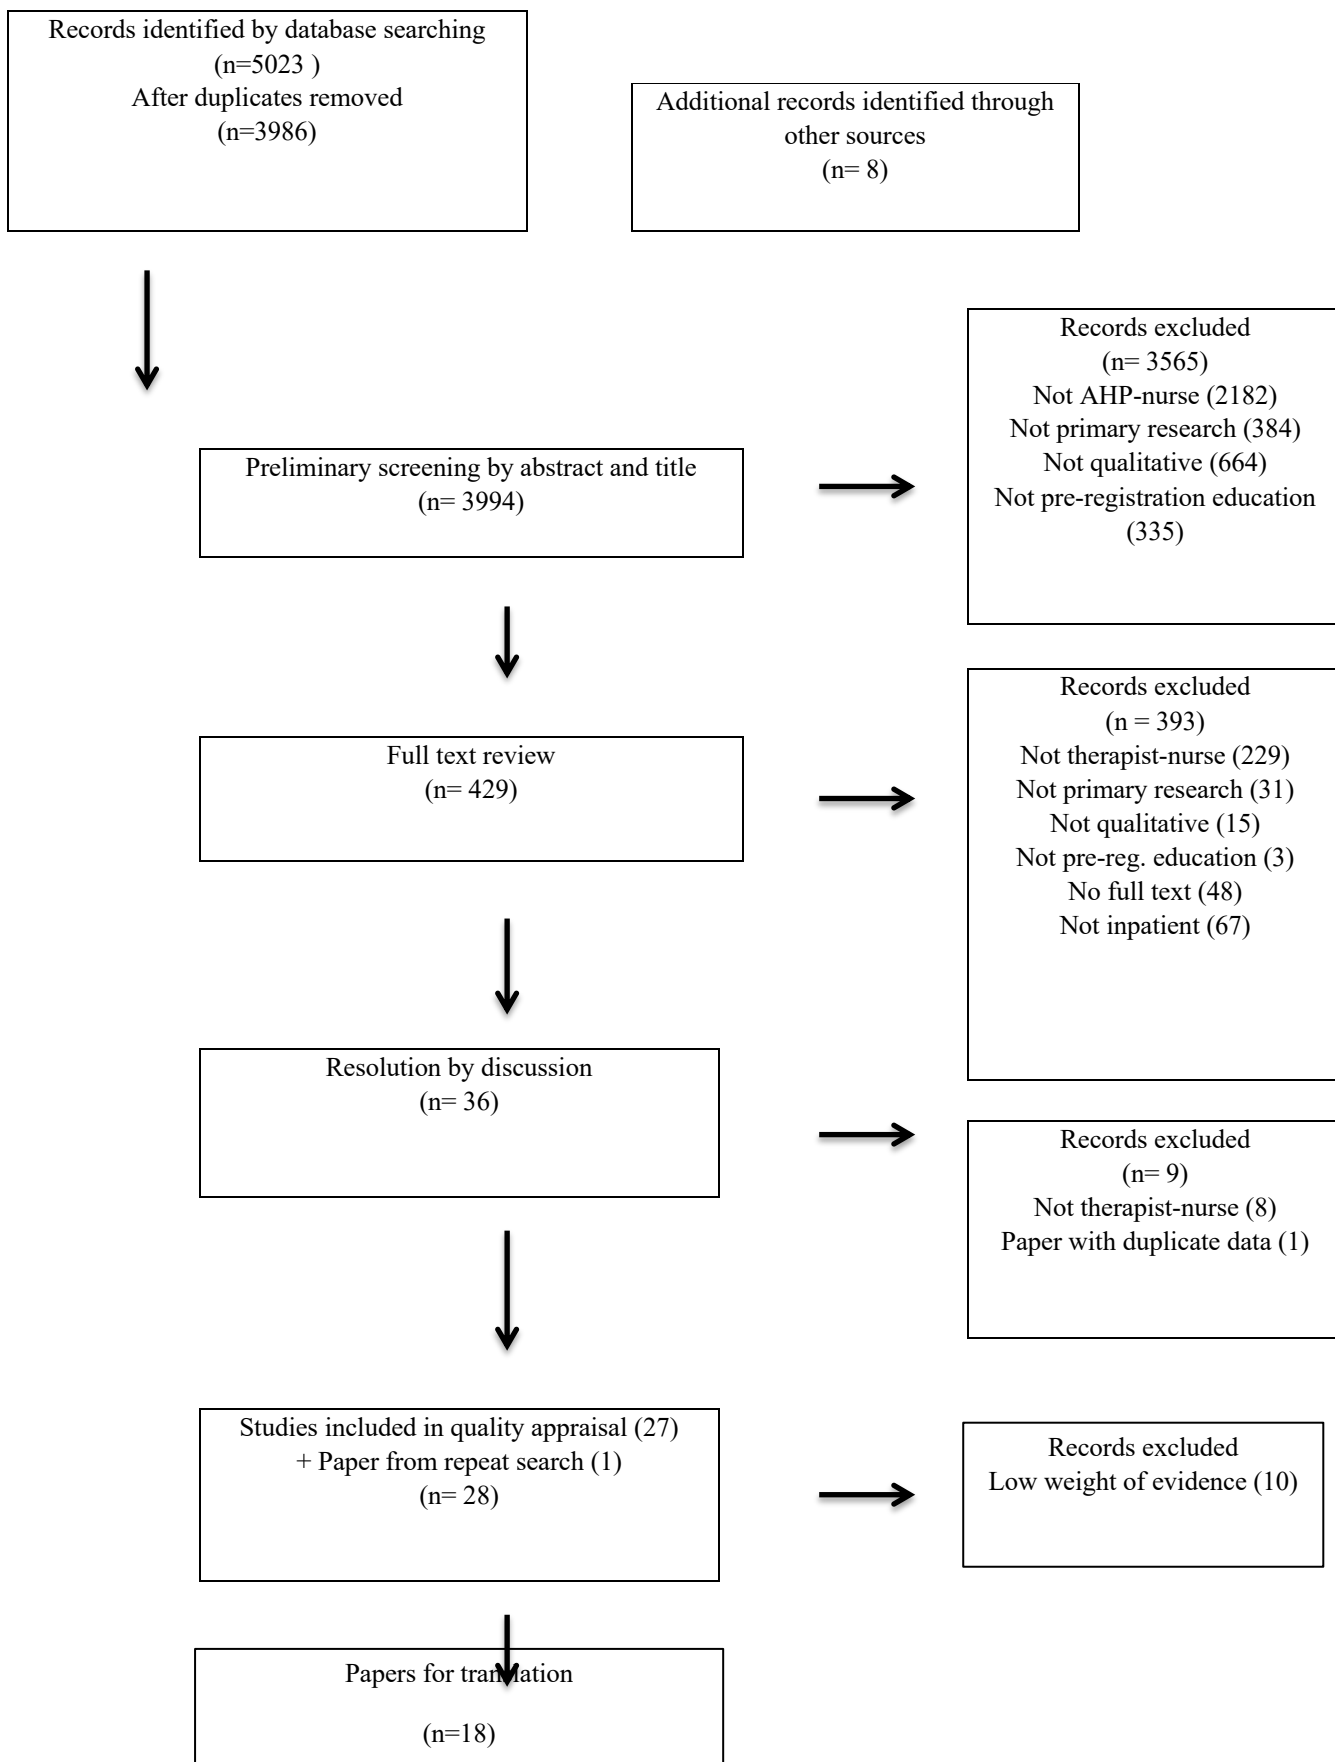 Records identified by database searching
(n=5023 )
After duplicates removed
(n=3986)
Additional records identified through
other sources
(n= 8)
Records excluded
(n= 3565)
Not AHP-nurse (2182)
Not primary research (384)
Not qualitative (664)
Not pre-registration education
(335)
Preliminary screening by abstract and title
(n= 3994)
Records excluded
(n = 393)
Not therapist-nurse (229)
Not primary research (31)
Not qualitative (15)
Not pre-reg. education (3)
No full text (48)
Not inpatient (67)
Full text review
(n= 429)
Resolution by discussion
(n= 36)
Records excluded
(n= 9)
Not therapist-nurse (8)
Paper with duplicate data (1)
Studies included in quality appraisal (27)
+ Paper from repeat search (1)
(n= 28)
Records excluded
Low weight of evidence (10)
Papers for translation
(n=18)